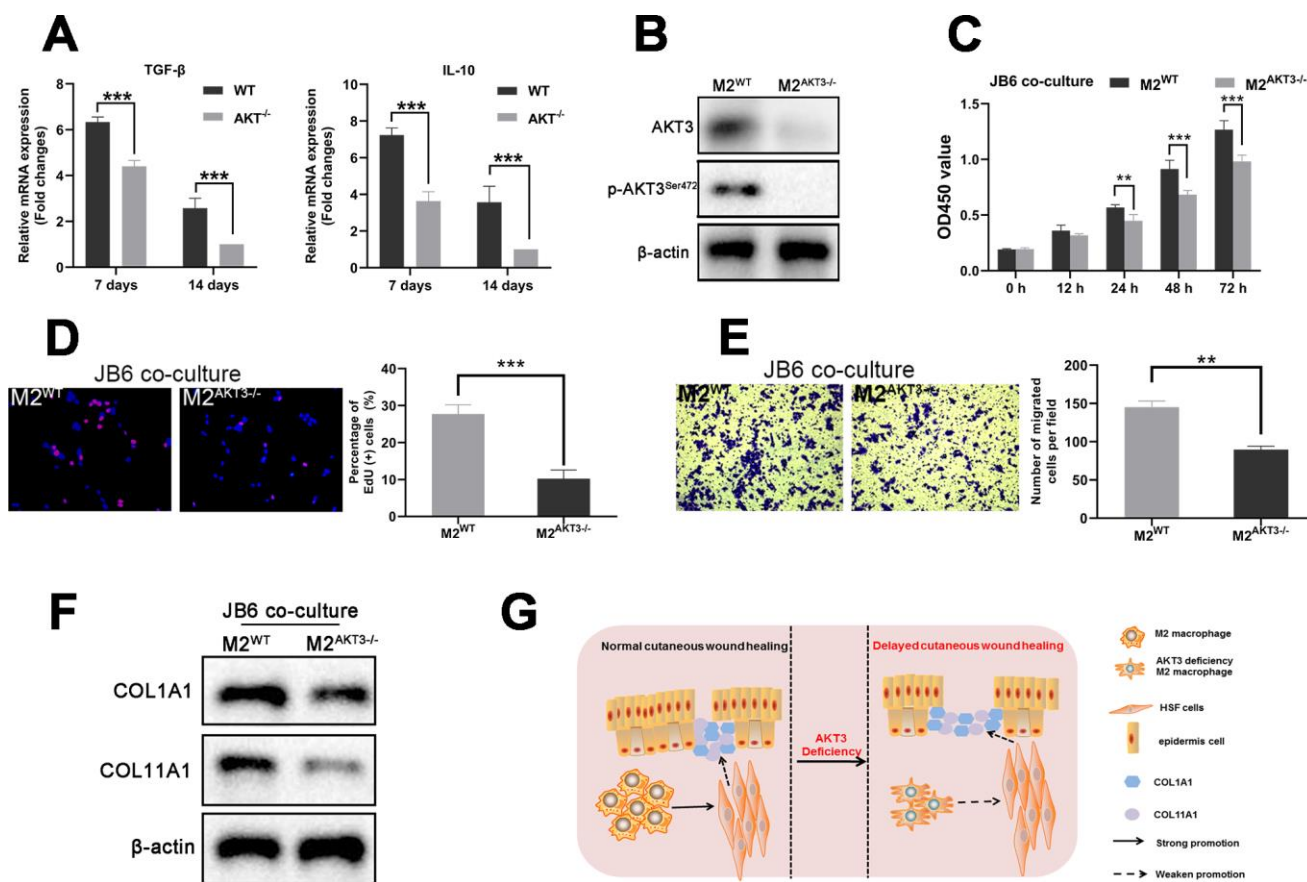 A
TGF-β
Relative mRNA expression
(Fold changes)
8
6
4
2
0
***
***
WT
AKT-/-
7 days
14 days
IL-10
Relative mRNA expression
(Fold changes)
10
8
6
4
2
0
***
***
WT
AKT-/-
7 days
14 days
B
M2WT
M2AKT3-/-
AKT3
p-AKT3Ser472
β-actin
C
JB6 co-culture
M2WT
M2AKT3-/-
OD450 value
1.5
1.0
0.5
0.0
**
***
***
0 h
12 h
24 h
48 h
72 h
D
JB6 co-culture
M2WT
M2AKT3-/-
Percentage of
EdU (+) cells (%)
40
30
20
10
0
***
M2WT
M2AKT3-/-
E
JB6 co-culture
M2WT
M2AKT3-/-
Number of migrated
cells per field
200
150
100
50
0
**
M2WT
M2AKT3-/-
F
JB6 co-culture
M2WT
M2AKT3-/-
COL1A1
COL11A1
β-actin
G
Normal cutaneous wound healing
Delayed cutaneous wound healing
AKT3
Deficiency
M2 macrophage
AKT3 deficiency
M2 macrophage
HSF cells
epidermis cell
COL1A1
COL11A1
Strong promotion
Weaken promotion